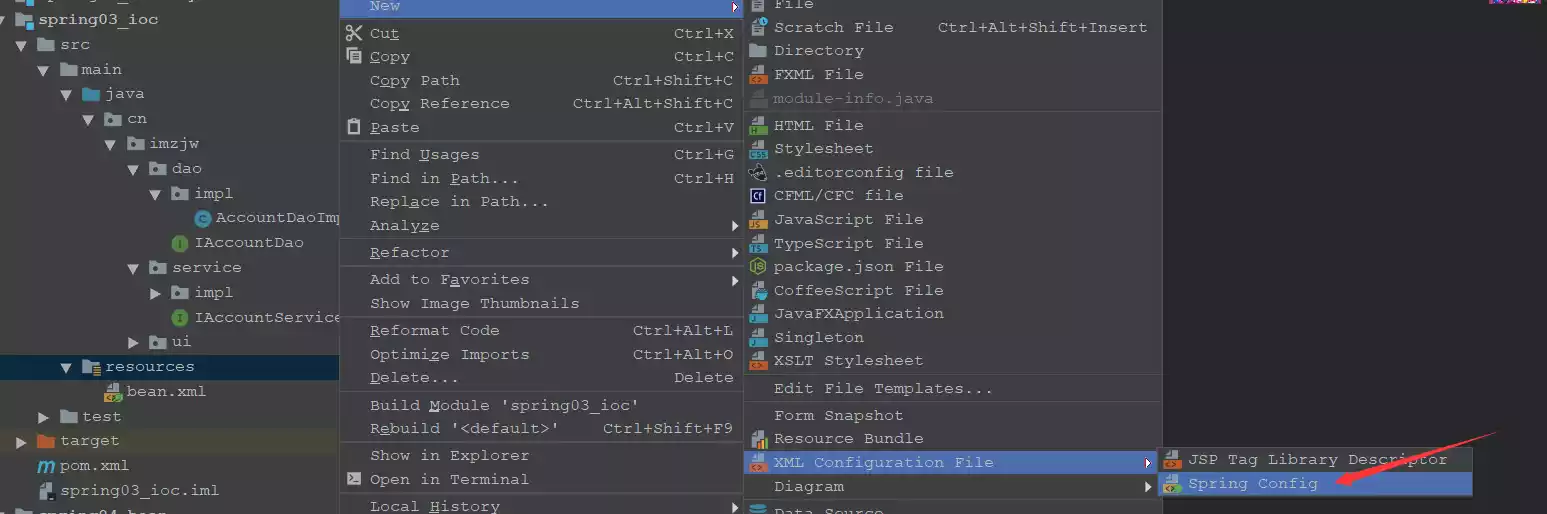 spring03_ioc
src
main
java
cn
imzjw
dao
impl
AccountDaoImp
IAccountDao
service
impl
IAccountService
ui
resources
bean.xml
test
target
pom.xml
spring03_ioc.iml
New
Cut Ctrl+X
Copy Ctrl+C
Copy Path Ctrl+Shift+C
Copy Reference Ctrl+Alt+Shift+C
Paste Ctrl+V
Find Usages Ctrl+G
Find in Path... Ctrl+H
Replace in Path...
Analyze
Refactor
Add to Favorites
Show Image Thumbnails
Reformat Code Ctrl+Alt+L
Optimize Imports Ctrl+Alt+O
Delete... Delete
Build Module 'spring03_ioc'
Rebuild '<default>' Ctrl+Shift+F9
Show in Explorer
Open in Terminal
Local History
File
Scratch File Ctrl+Alt+Shift+Insert
Directory
FXML File
module-info.java
HTML File
Stylesheet
.editorconfig file
CFML/CFC file
JavaScript File
TypeScript File
package.json File
CoffeeScript File
JavaFXApplication
Singleton
XSLT Stylesheet
Edit File Templates...
Form Snapshot
Resource Bundle
XML Configuration File
Diagram
Data Source
JSP Tag Library Descriptor
Spring Config